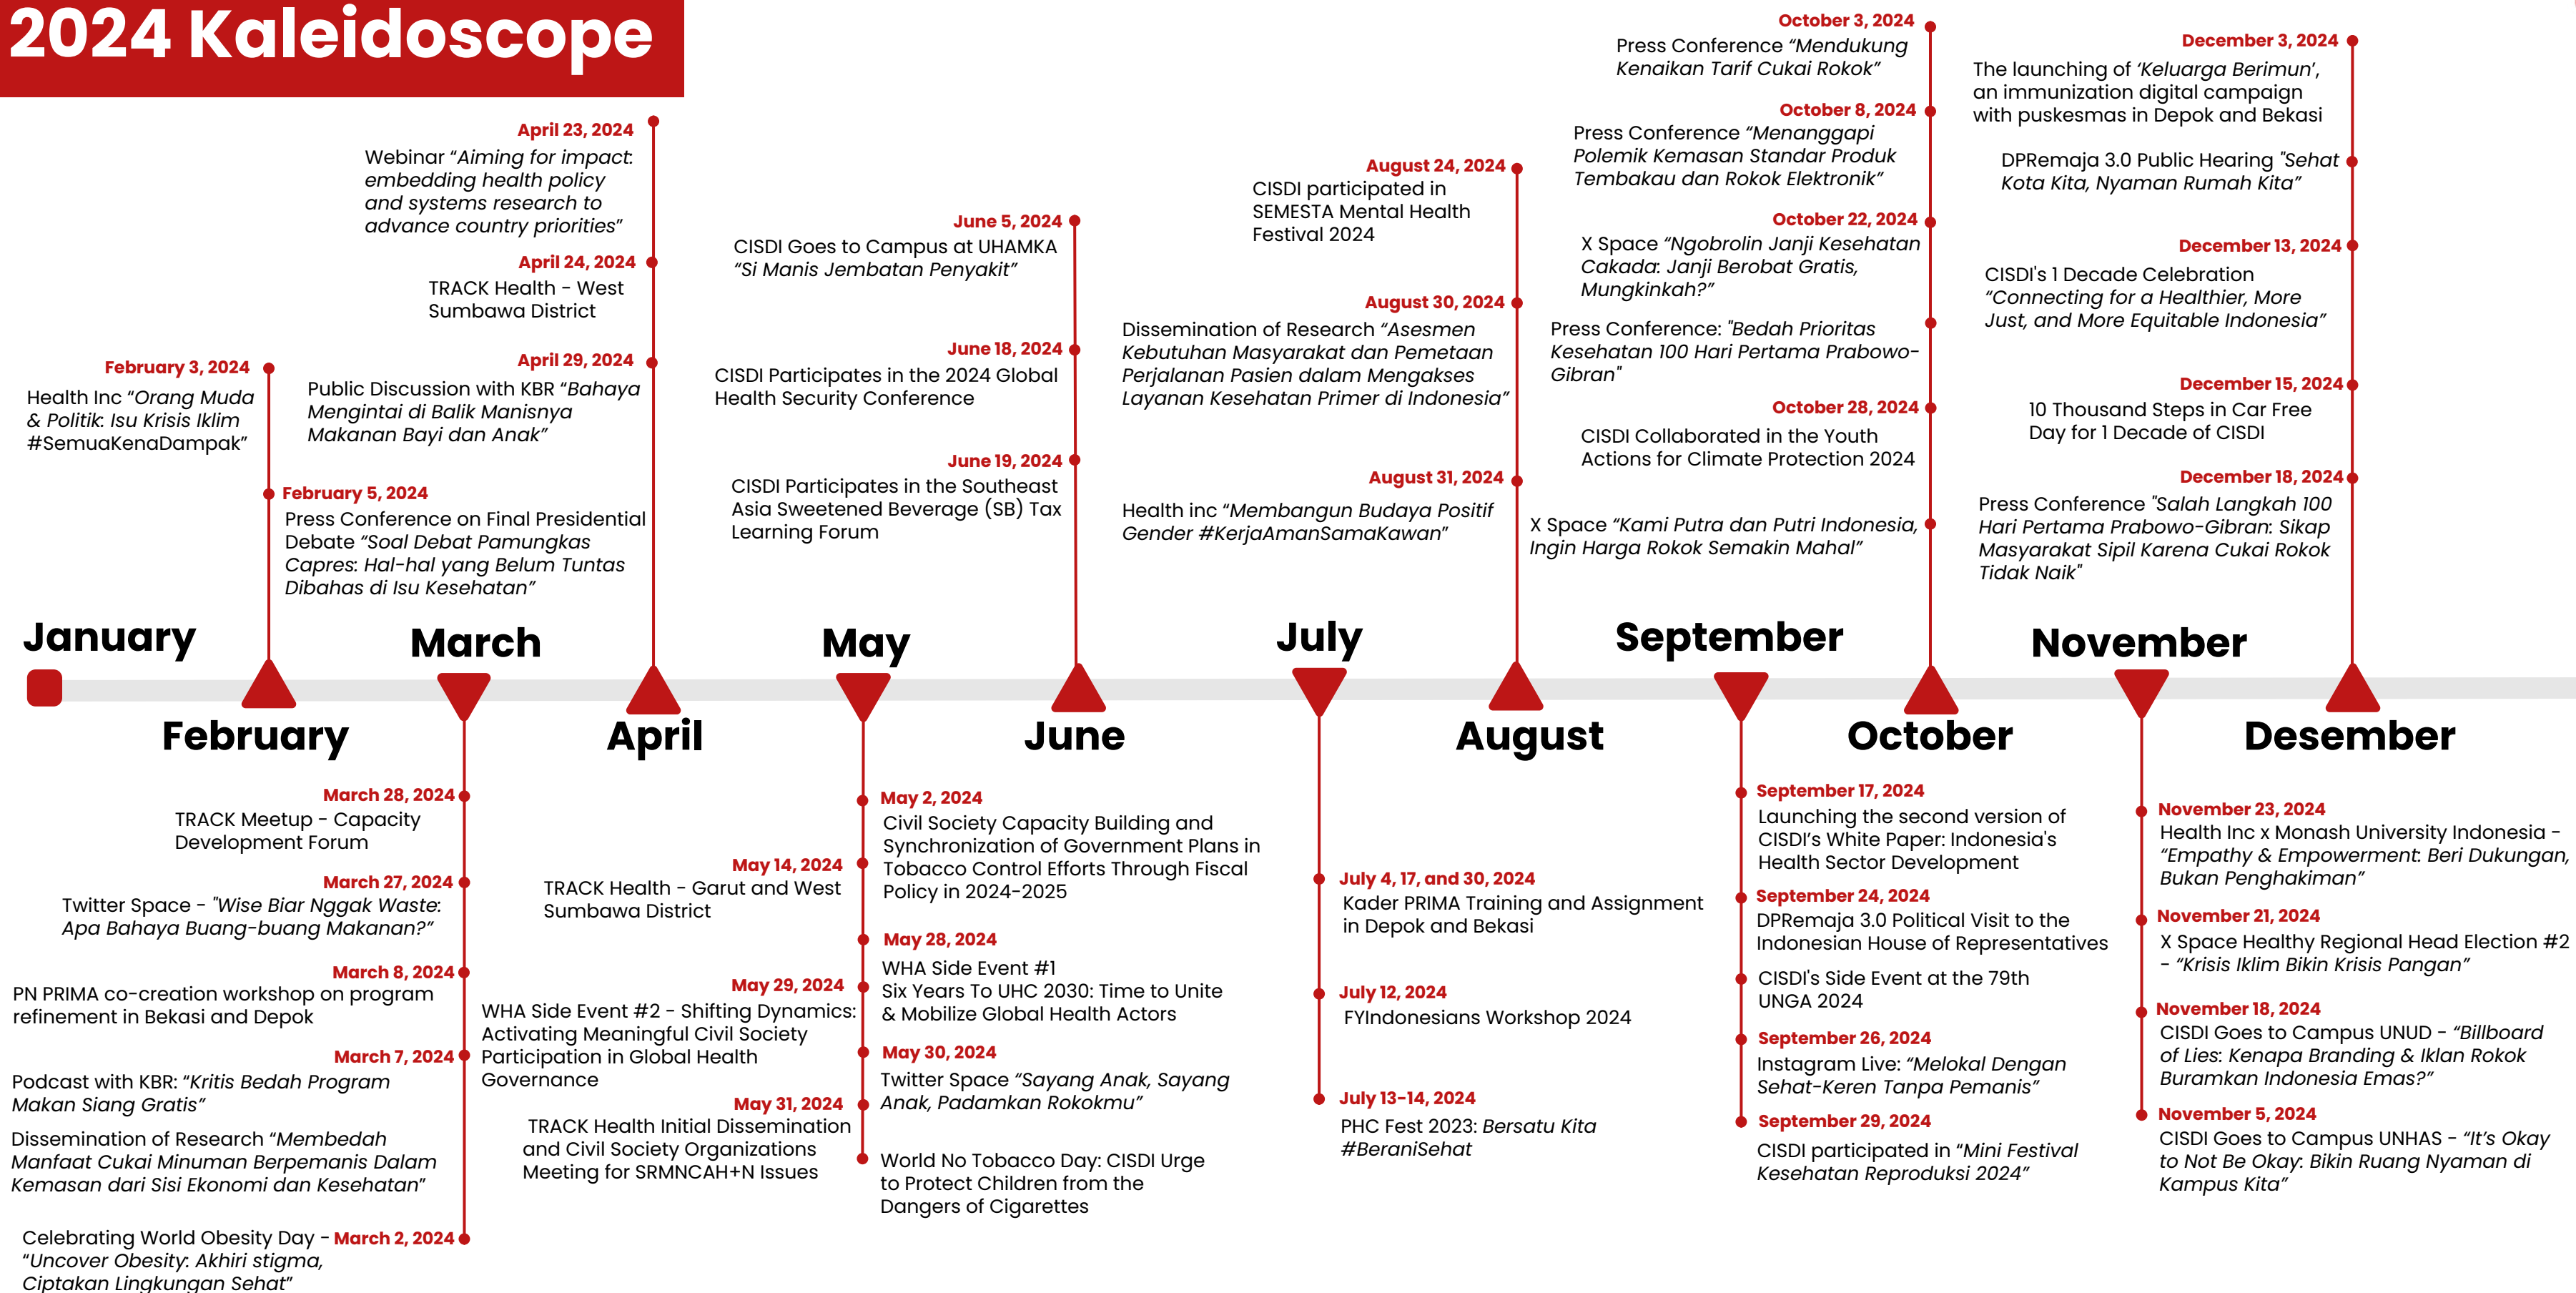 2024 Kaleidoscope
January
February
February 3, 2024
Health Inc “Orang Muda
& Politik: Isu Krisis Iklim
#SemuaKenaDampak”
February 5, 2024
Press Conference on Final Presidential
Debate “Soal Debat Pamungkas
Capres: Hal-hal yang Belum Tuntas
Dibahas di Isu Kesehatan”
March
March 28, 2024
TRACK Meetup - Capacity
Development Forum
March 27, 2024
Twitter Space - "Wise Biar Nggak Waste:
Apa Bahaya Buang-buang Makanan?”
March 8, 2024
PN PRIMA co-creation workshop on program
refinement in Bekasi and Depok
March 7, 2024
Podcast with KBR: “Kritis Bedah Program
Makan Siang Gratis”
Dissemination of Research “Membedah
Manfaat Cukai Minuman Berpemanis Dalam
Kemasan dari Sisi Ekonomi dan Kesehatan”
March 2, 2024
Celebrating World Obesity Day -
“Uncover Obesity: Akhiri stigma,
Ciptakan Lingkungan Sehat”
April
April 23, 2024
Webinar “Aiming for impact:
embedding health policy
and systems research to
advance country priorities”
April 24, 2024
TRACK Health - West
Sumbawa District
April 29, 2024
Public Discussion with KBR “Bahaya
Mengintai di Balik Manisnya
Makanan Bayi dan Anak”
May
May 2, 2024
Civil Society Capacity Building and
Synchronization of Government Plans in
Tobacco Control Efforts Through Fiscal
Policy in 2024-2025
May 14, 2024
TRACK Health - Garut and West
Sumbawa District
May 28, 2024
WHA Side Event #1
Six Years To UHC 2030: Time to Unite
& Mobilize Global Health Actors
May 29, 2024
WHA Side Event #2 - Shifting Dynamics:
Activating Meaningful Civil Society
Participation in Global Health
Governance
May 30, 2024
Twitter Space “Sayang Anak, Sayang
Anak, Padamkan Rokokmu”
May 31, 2024
TRACK Health Initial Dissemination
and Civil Society Organizations
Meeting for SRMNCAH+N Issues
World No Tobacco Day: CISDI Urge
to Protect Children from the
Dangers of Cigarettes
June
June 5, 2024
CISDI Goes to Campus at UHAMKA
“Si Manis Jembatan Penyakit”
June 18, 2024
CISDI Participates in the 2024 Global
Health Security Conference
June 19, 2024
CISDI Participates in the Southeast
Asia Sweetened Beverage (SB) Tax
Learning Forum
July
July 4, 17, and 30, 2024
Kader PRIMA Training and Assignment
in Depok and Bekasi
July 12, 2024
FYIndonesians Workshop 2024
July 13-14, 2024
PHC Fest 2023: Bersatu Kita
#BeraniSehat
August
August 24, 2024
CISDI participated in
SEMESTA Mental Health
Festival 2024
August 30, 2024
Dissemination of Research “Asesmen
Kebutuhan Masyarakat dan Pemetaan
Perjalanan Pasien dalam Mengakses
Layanan Kesehatan Primer di Indonesia”
August 31, 2024
Health inc “Membangun Budaya Positif
Gender #KerjaAmanSamaKawan”
September
September 17, 2024
Launching the second version of
CISDI’s White Paper: Indonesia's
Health Sector Development
September 24, 2024
DPRemaja 3.0 Political Visit to the
Indonesian House of Representatives
CISDI's Side Event at the 79th
UNGA 2024
September 26, 2024
Instagram Live: “Melokal Dengan
Sehat-Keren Tanpa Pemanis”
September 29, 2024
CISDI participated in “Mini Festival
Kesehatan Reproduksi 2024”
October
October 3, 2024
Press Conference “Mendukung
Kenaikan Tarif Cukai Rokok”
October 8, 2024
Press Conference “Menanggapi
Polemik Kemasan Standar Produk
Tembakau dan Rokok Elektronik”
October 22, 2024
X Space “Ngobrolin Janji Kesehatan
Cakada: Janji Berobat Gratis,
Mungkinkah?”
Press Conference: "Bedah Prioritas
Kesehatan 100 Hari Pertama Prabowo-
Gibran"
October 28, 2024
CISDI Collaborated in the Youth
Actions for Climate Protection 2024
X Space “Kami Putra dan Putri Indonesia,
Ingin Harga Rokok Semakin Mahal”
November
November 23, 2024
Health Inc x Monash University Indonesia -
“Empathy & Empowerment: Beri Dukungan,
Bukan Penghakiman”
November 21, 2024
X Space Healthy Regional Head Election #2
- “Krisis Iklim Bikin Krisis Pangan”
November 18, 2024
CISDI Goes to Campus UNUD - “Billboard
of Lies: Kenapa Branding & Iklan Rokok
Buramkan Indonesia Emas?”
November 5, 2024
CISDI Goes to Campus UNHAS - “It’s Okay
to Not Be Okay: Bikin Ruang Nyaman di
Kampus Kita”
Desember
December 3, 2024
The launching of ‘Keluarga Berimun’,
an immunization digital campaign
with puskesmas in Depok and Bekasi
DPRemaja 3.0 Public Hearing "Sehat
Kota Kita, Nyaman Rumah Kita”
December 13, 2024
CISDI's 1 Decade Celebration
“Connecting for a Healthier, More
Just, and More Equitable Indonesia”
December 15, 2024
10 Thousand Steps in Car Free
Day for 1 Decade of CISDI
December 18, 2024
Press Conference "Salah Langkah 100
Hari Pertama Prabowo-Gibran: Sikap
Masyarakat Sipil Karena Cukai Rokok
Tidak Naik"